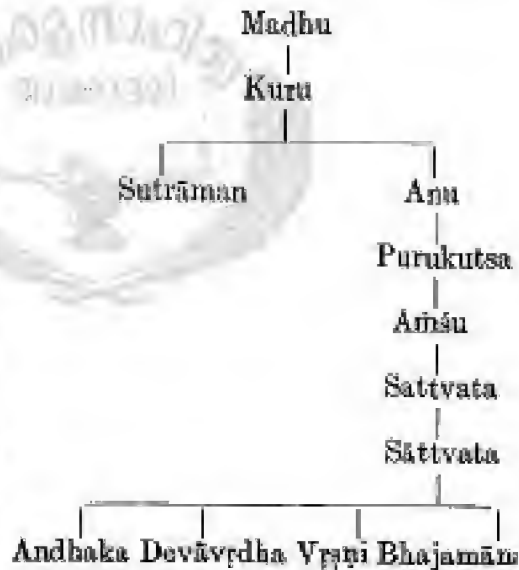 Madhu
Kuru
Sutrāman Anu
Purukutsa
Aṁśu
Sattvata
Sāttvata
Andhaka Devāvṛdha Vṛṣṇi Bhajamāna